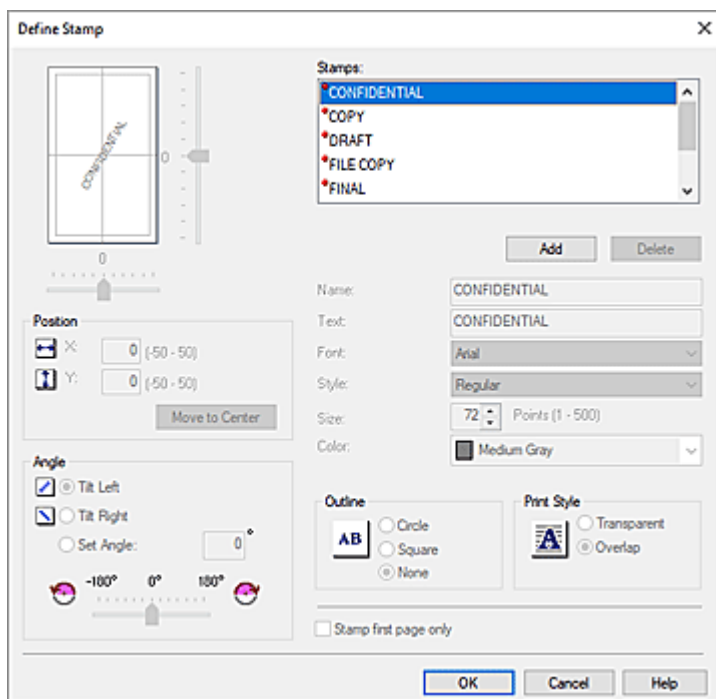 Define Stamp
CONFIDENTIAL
0
0
Stamps:
CONFIDENTIAL
COPY
DRAFT
FILE COPY
FINAL
Add Delete
Name: CONFIDENTIAL
Text: CONFIDENTIAL
Font: Arial
Style: Regular
Size: 72 Points (1 - 500)
Color: Medium Gray
Position
X: 0 (-50 - 50)
Y: 0 (-50 - 50)
Move to Center
Angle
Tilt Left
Tilt Right
Set Angle: 0 °
-180° 0° 180°
Outline
AB
Circle
Square
None
Print Style
A
Transparent
Overlap
Stamp first page only
OK Cancel Help